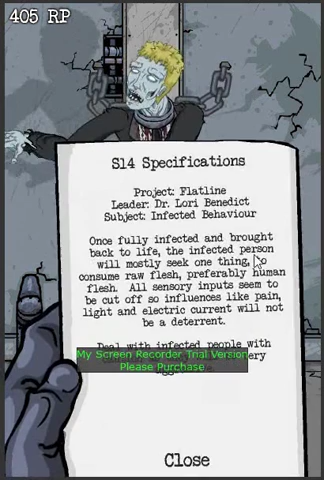 405 RP
S14 Specifications
Project: Flatline
Leader: Dr. Lori Benedict
Subject: Infected Behaviour
Once fully infected and brought
back to life, the infected person
will mostly seek one thing, to
consume raw flesh, preferably human
flesh. All sensory inputs seem to
be cut off so influences like pain,
light and electric current will not
be a deterrent.
Deal with infected people with
My Screen Recorder Trial Version
Please Purchase
Close